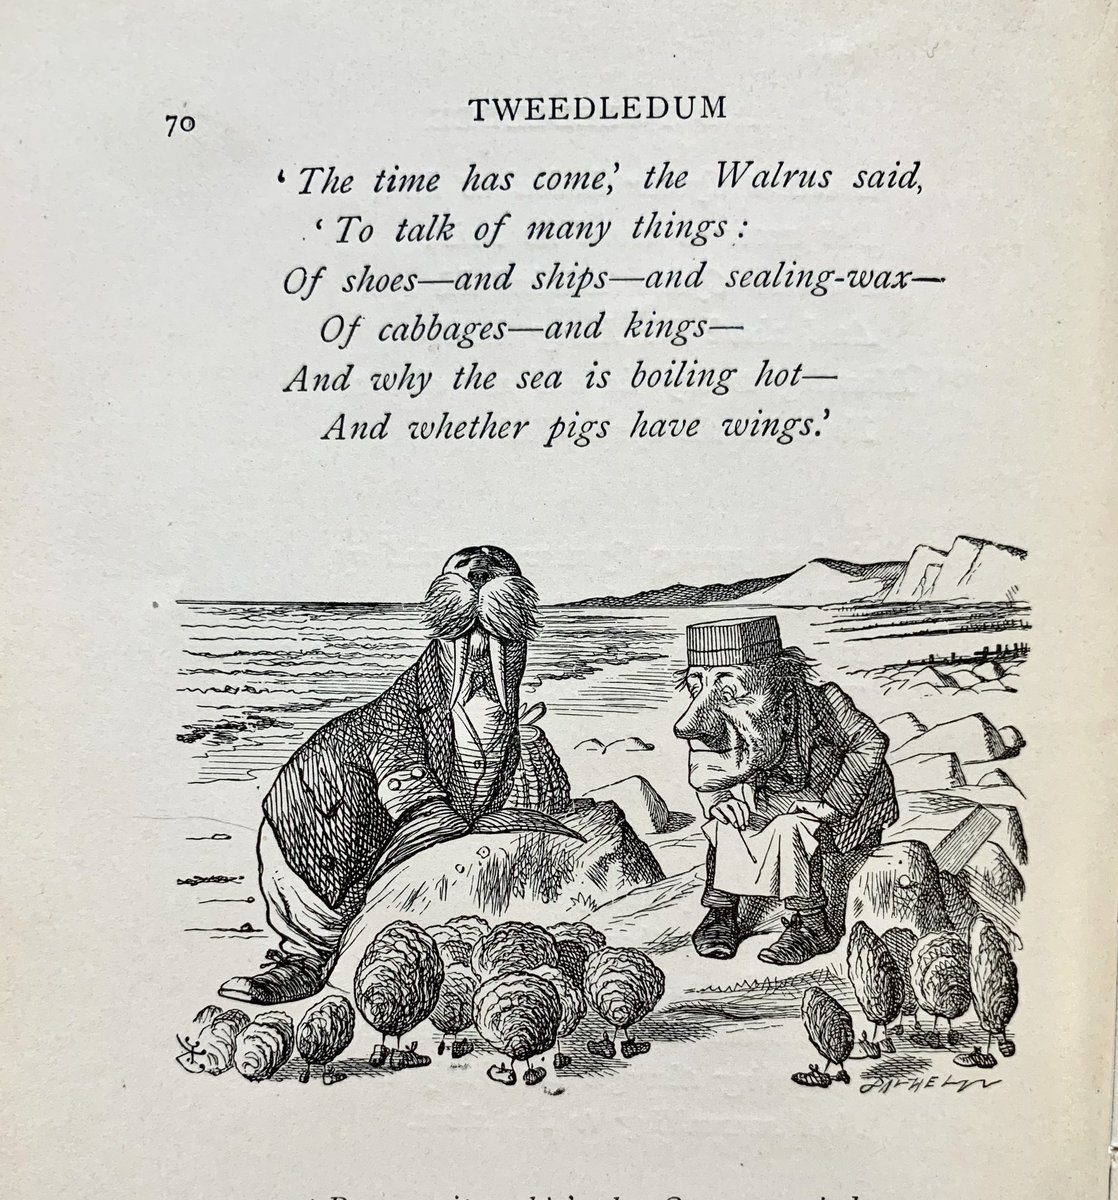 70
TWEEDLEDUM
‘The time has come,’ the Walrus said,
‘To talk of many things:
Of shoes—and ships—and sealing-wax—
Of cabbages—and kings—
And why the sea is boiling hot—
And whether pigs have wings.’
DALZIEL